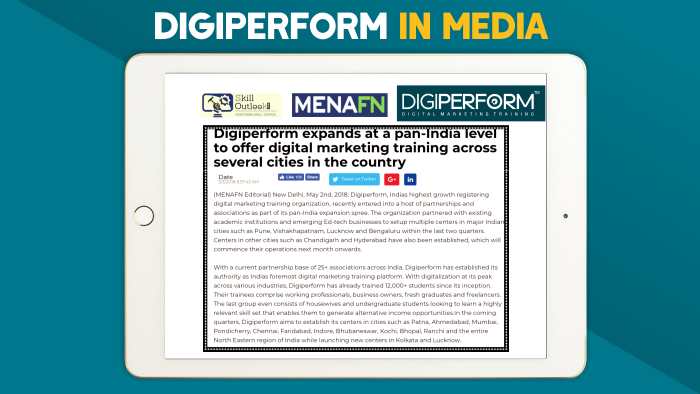 DIGIPERFORM IN MEDIA
Skill
Outlook
MENAFN
DIGIPERFORM
DIGITAL MARKETING TRAINING
Digiperform expands at a pan-India level
to offer digital marketing training across
several cities in the country
Date
Like Share
Tweet on Twitter
G+
in
(MENAFN Editorial) New Delhi, May 2nd, 2018: Digiperform, Indias highest growth registering
digital marketing training organization, recently entered into a host of partnerships and
associations as part of its pan-India expansion spree. The organization partnered with existing
academic institutions and emerging Ed-tech businesses to setup multiple centers in major Indian
cities such as Pune, Vishakhapatnam, Lucknow and Bengaluru within the last two quarters.
Centers in other cities such as Chandigarh and Hyderabad have also been established, which will
commence their operations next month onwards.
With a current partnership base of 25+ associations across India, Digiperform has established its
authority as Indias foremost digital marketing training platform. With digitalization at its peak
across various industries, Digiperform has already trained 12,000+ students since its inception.
Their trainees comprise working professionals, business owners, fresh graduates and freelancers.
The last group even consists of housewives and undergraduate students looking to learn a highly
relevant skill set that enables them to generate alternative income opportunities.In the coming
quarters, Digiperform aims to establish its centers in cities such as Patna, Ahmedabad, Mumbai,
Pondicherry, Chennai, Faridabad, Indore, Bhubaneswar, Kochi, Bhopal, Ranchi and the entire
North Eastern region of India while launching new centers in Kolkata and Lucknow.